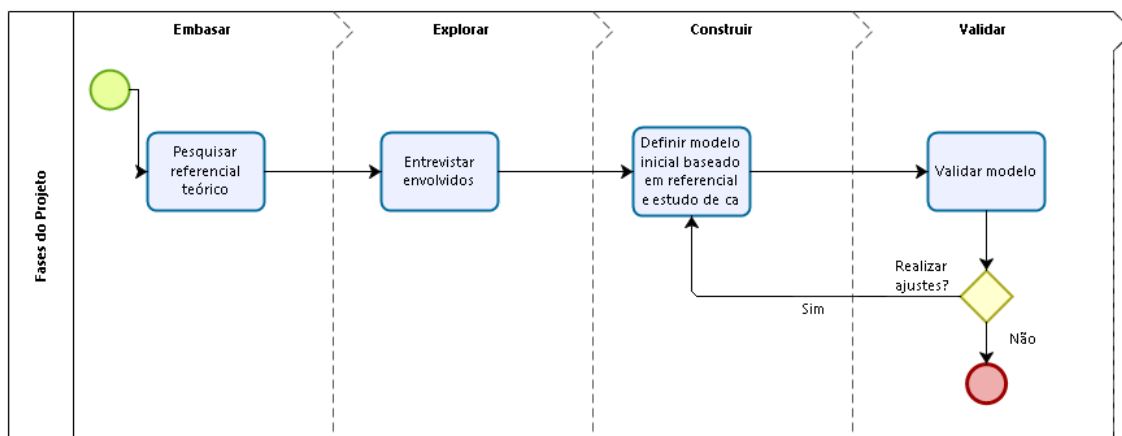 Fases do Projeto
Embasar
Explorar
Construir
Validar
Pesquisar
referencial
teórico
Entrevistar
envolvidos
Definir modelo
inicial baseado
em referencial
e estudo de ca
Validar modelo
Realizar
ajustes?
Sim
Não